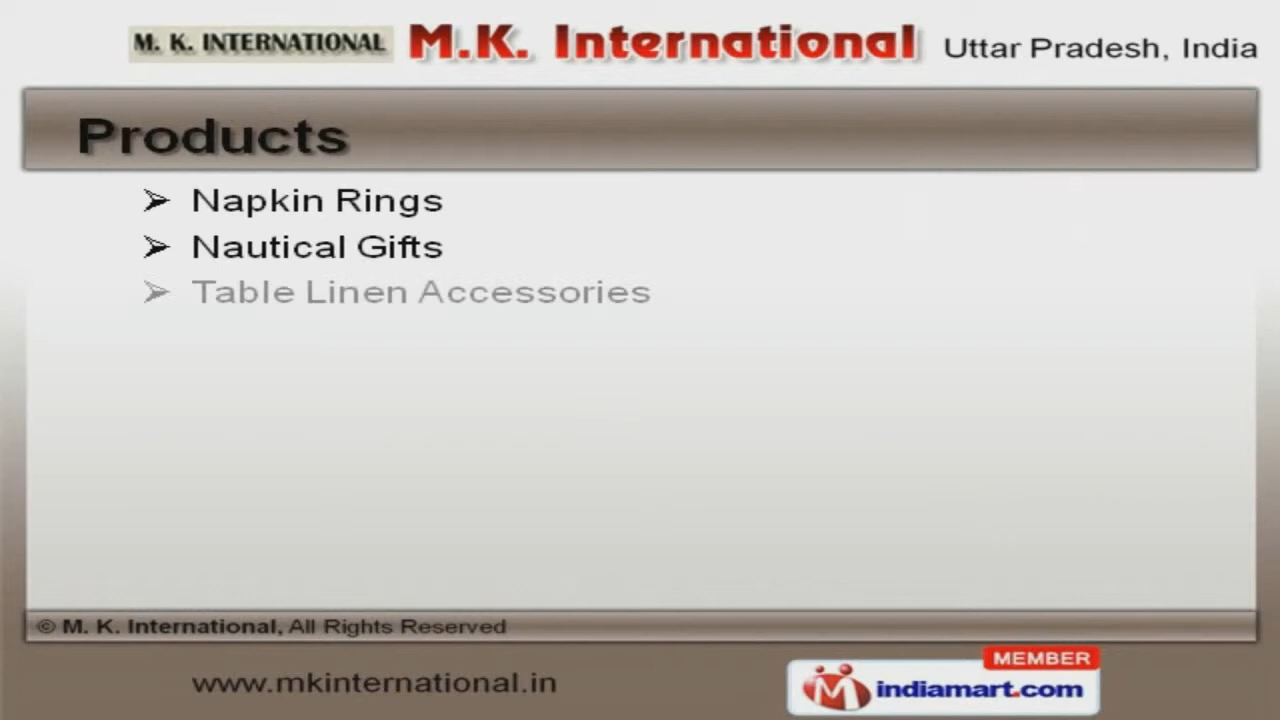 M. K. INTERNATIONAL M.K. International Uttar Pradesh, India
Products
➢ Napkin Rings
➢ Nautical Gifts
➢ Table Linen Accessories
© M. K. International, All Rights Reserved
MEMBER
www.mkinternational.in
indiamart.com